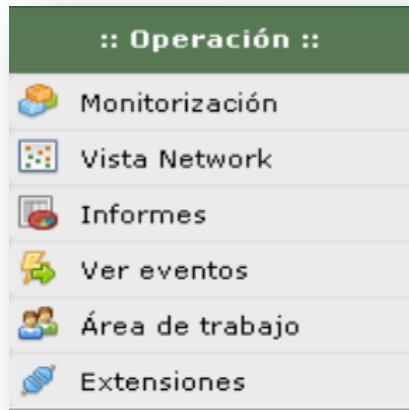 :: Operación ::
Monitorización
Vista Network
Informes
Ver eventos
Área de trabajo
Extensiones